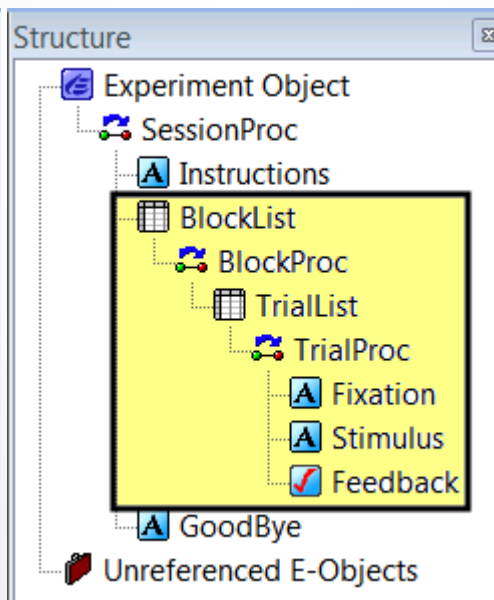 Structure
Experiment Object
SessionProc
A Instructions
BlockList
BlockProc
TrialList
TrialProc
A Fixation
A Stimulus
Feedback
A GoodBye
Unreferenced E-Objects